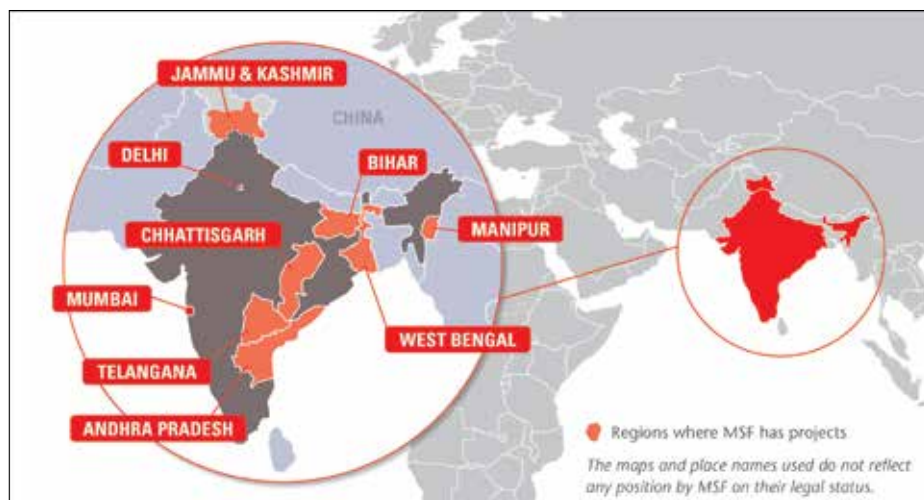 JAMMU & KASHMIR
CHINA
DELHI
BIHAR
CHHATTISGARH
MANIPUR
MUMBAI
WEST BENGAL
TELANGANA
ANDHRA PRADESH
Regions where MSF has projects
The maps and place names used do not reflect
any position by MSF on their legal status.